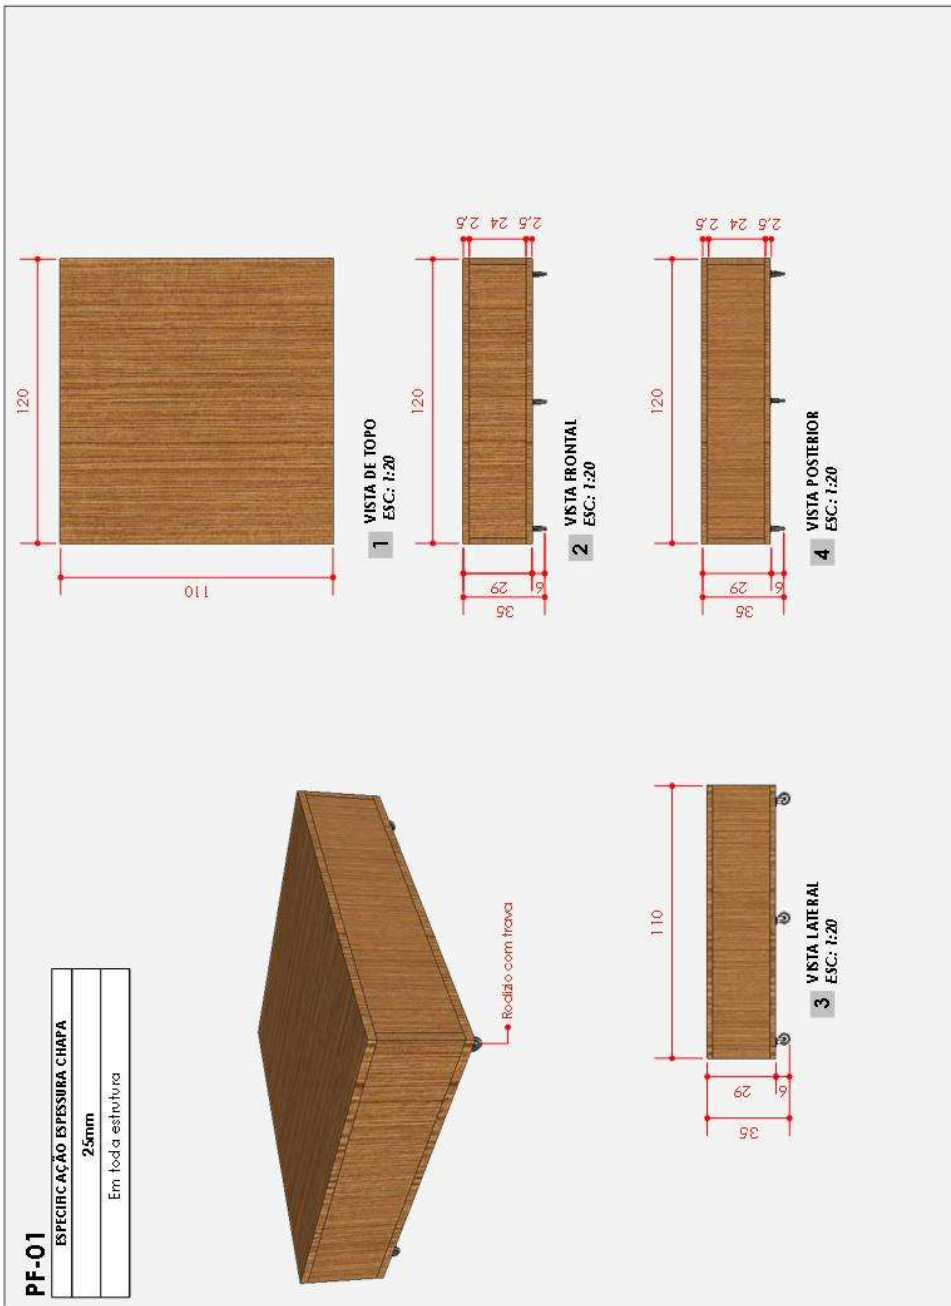 PF-01
ESPECIFICAÇÃO ESPESSURA CHAPA
25mm
Em toda estrutura
Rodízio com trava
120
110
1 VISTA DE TOPO
ESC.: 1:20
120
2,5 24 2,5
29 6
35
2 VISTA FRONTAL
ESC.: 1:20
110
29 6
35
3 VISTA LATERAL
ESC.: 1:20
120
2,5 24 2,5
29 6
35
4 VISTA POSTERIOR
ESC.: 1:20